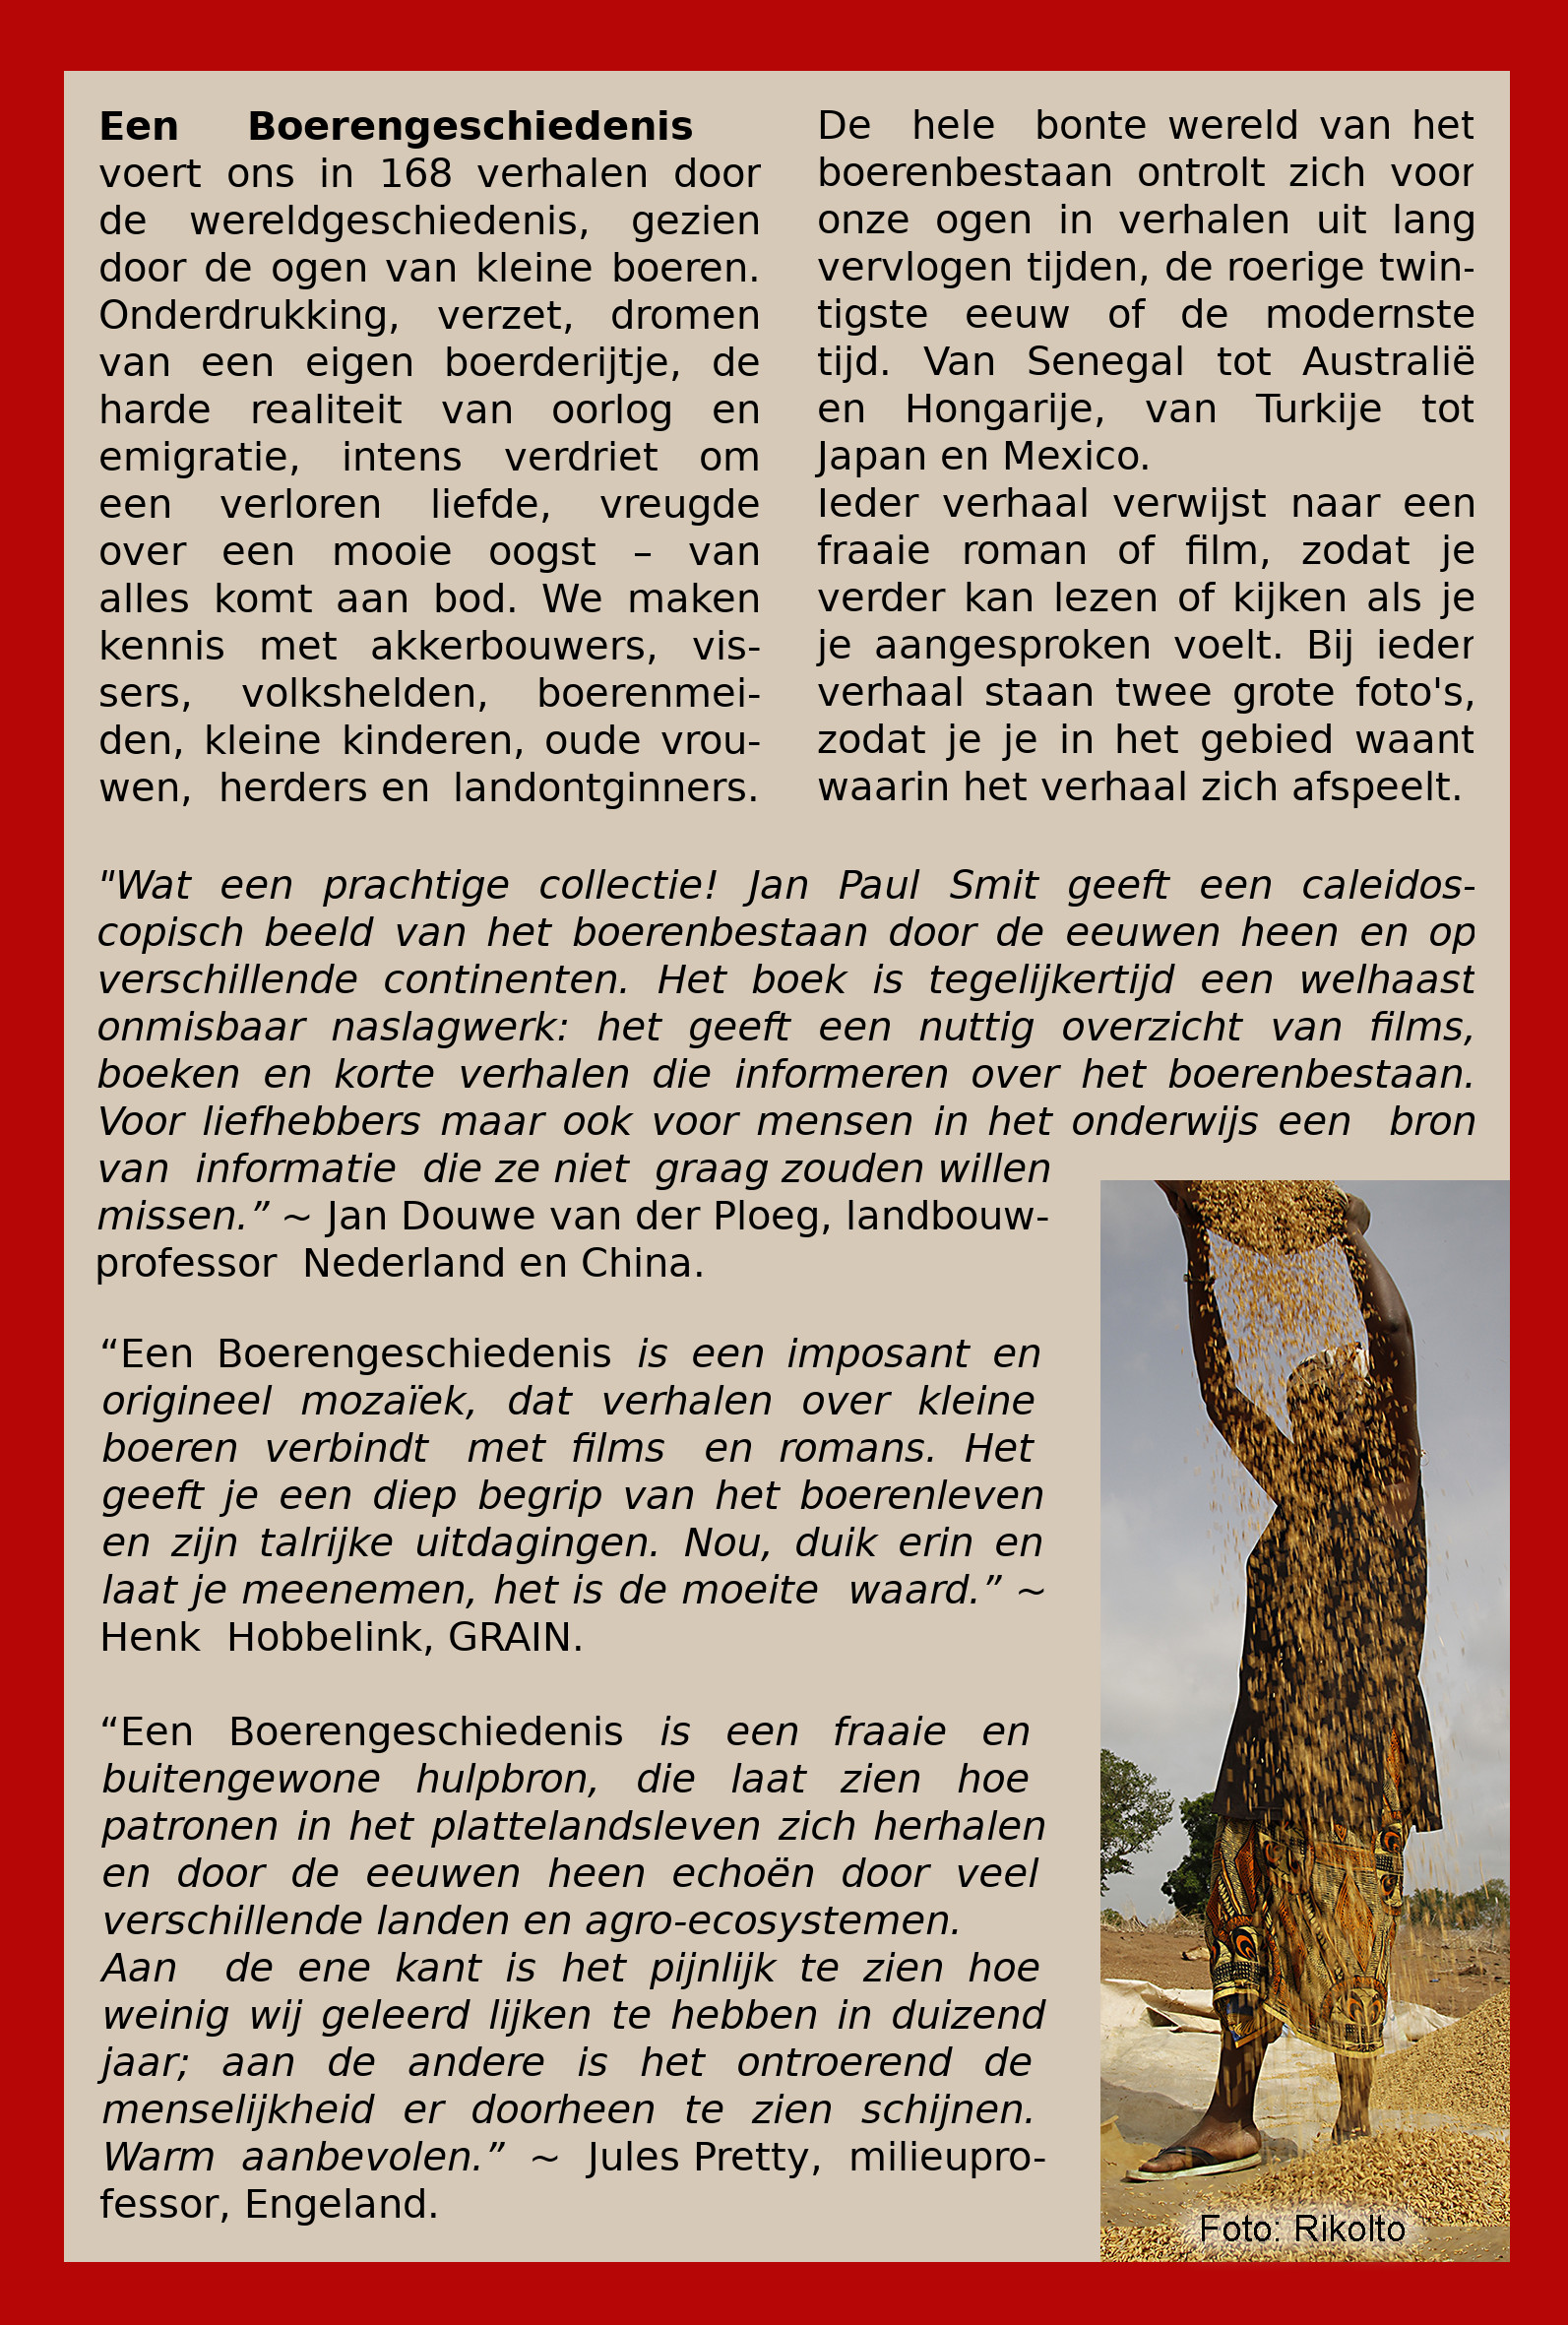 Een Boerengeschiedenis
voert ons in 168 verhalen door
de wereldgeschiedenis, gezien
door de ogen van kleine boeren.
Onderdrukking, verzet, dromen
van een eigen boerderijtje, de
harde realiteit van oorlog en
emigratie, intens verdriet om
een verloren liefde, vreugde
over een mooie oogst – van
alles komt aan bod. We maken
kennis met akkerbouwers, vis-
sers, volkshelden, boerenmei-
den, kleine kinderen, oude vrou-
wen, herders en landontginners.
De hele bonte wereld van het
boerenbestaan ontrolt zich voor
onze ogen in verhalen uit lang
vervlogen tijden, de roerige twin-
tigste eeuw of de modernste
tijd. Van Senegal tot Australië
en Hongarije, van Turkije tot
Japan en Mexico.
Ieder verhaal verwijst naar een
fraaie roman of film, zodat je
verder kan lezen of kijken als je
je aangesproken voelt. Bij ieder
verhaal staan twee grote foto's,
zodat je je in het gebied waant
waarin het verhaal zich afspeelt.
"Wat een prachtige collectie! Jan Paul Smit geeft een caleidos-
copisch beeld van het boerenbestaan door de eeuwen heen en op
verschillende continenten. Het boek is tegelijkertijd een welhaast
onmisbaar naslagwerk: het geeft een nuttig overzicht van films,
boeken en korte verhalen die informeren over het boerenbestaan.
Voor liefhebbers maar ook voor mensen in het onderwijs een bron
van informatie die ze niet graag zouden willen
missen.” ~ Jan Douwe van der Ploeg, landbouw-
professor Nederland en China.
“Een Boerengeschiedenis is een imposant en
origineel mozaïek, dat verhalen over kleine
boeren verbindt met films en romans. Het
geeft je een diep begrip van het boerenleven
en zijn talrijke uitdagingen. Nou, duik erin en
laat je meenemen, het is de moeite waard.” ~
Henk Hobbelink, GRAIN.
“Een Boerengeschiedenis is een fraaie en
buitengewone hulpbron, die laat zien hoe
patronen in het plattelandsleven zich herhalen
en door de eeuwen heen echoën door veel
verschillende landen en agro-ecosystemen.
Aan de ene kant is het pijnlijk te zien hoe
weinig wij geleerd lijken te hebben in duizend
jaar; aan de andere is het ontroerend de
menselijkheid er doorheen te zien schijnen.
Warm aanbevolen.” ~ Jules Pretty, milieupro-
fessor, Engeland.
Foto: Rikolto